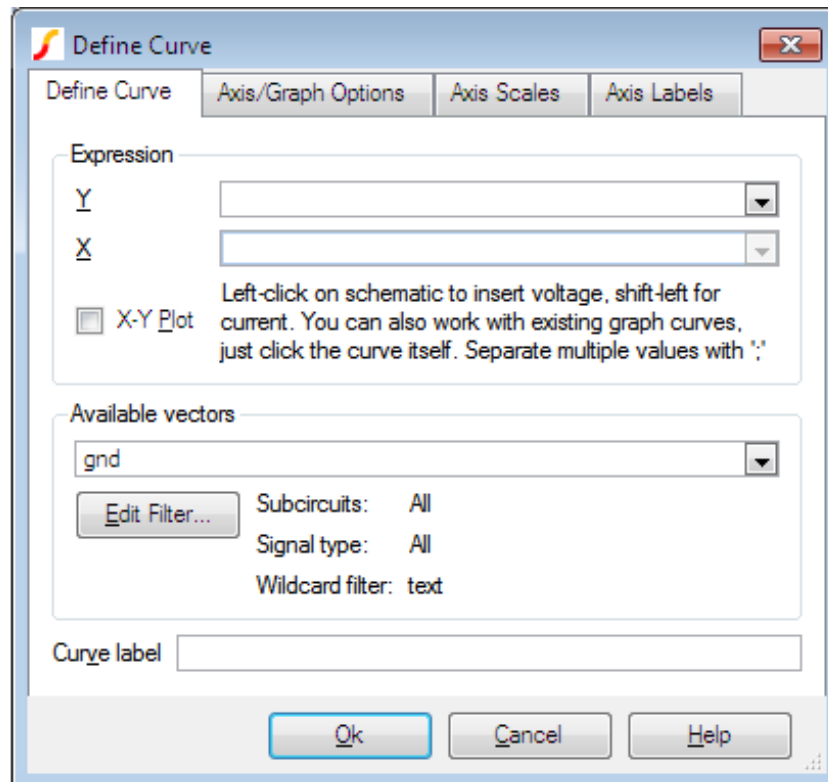 Define Curve
Define Curve Axis/Graph Options Axis Scales Axis Labels
Expression
Y
X
X-Y Plot
Left-click on schematic to insert voltage, shift-left for
current. You can also work with existing graph curves,
just click the curve itself. Separate multiple values with ';'
Available vectors
gnd
Edit Filter...
Subcircuits: All
Signal type: All
Wildcard filter: text
Curve label
Ok Cancel Help